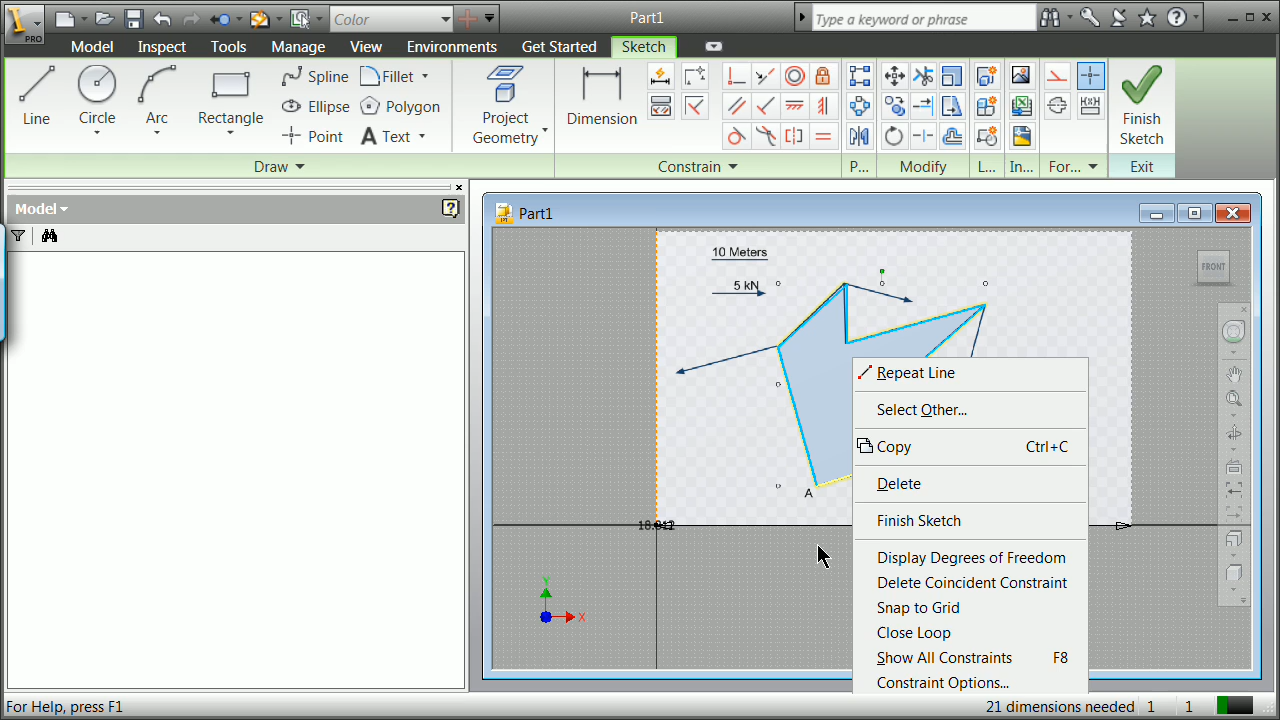 PRO
Color
Part1
Type a keyword or phrase
Model
Inspect
Tools
Manage
View
Environments
Get Started
Sketch
Line
Circle
Arc
Rectangle
Spline
Fillet
Ellipse
Polygon
Point
Text
Project
Geometry
Dimension
Finish
Sketch
Draw
Constrain
P...
Modify
L...
In...
For...
Exit
Model
Part1
10 Meters
5 kN
FRONT
A
Y
X
Repeat Line
Select Other...
Copy Ctrl+C
Delete
Finish Sketch
Display Degrees of Freedom
Delete Coincident Constraint
Snap to Grid
Close Loop
Show All Constraints F8
Constraint Options...
For Help, press F1
21 dimensions needed 1 1